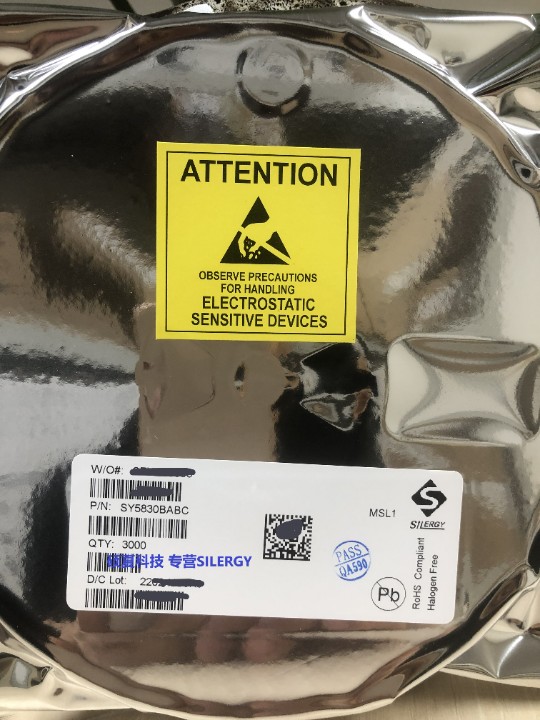 ATTENTION
OBSERVE PRECAUTIONS
FOR HANDLING
ELECTROSTATIC
SENSITIVE DEVICES
W/O#:
P/N: SY5830BABC
MSL1
SILERGY
QTY: 3000
科技 专营SILERGY
D/C Lot:
PASS
QA590
Pb
RoHS Compliant
Halogen Free